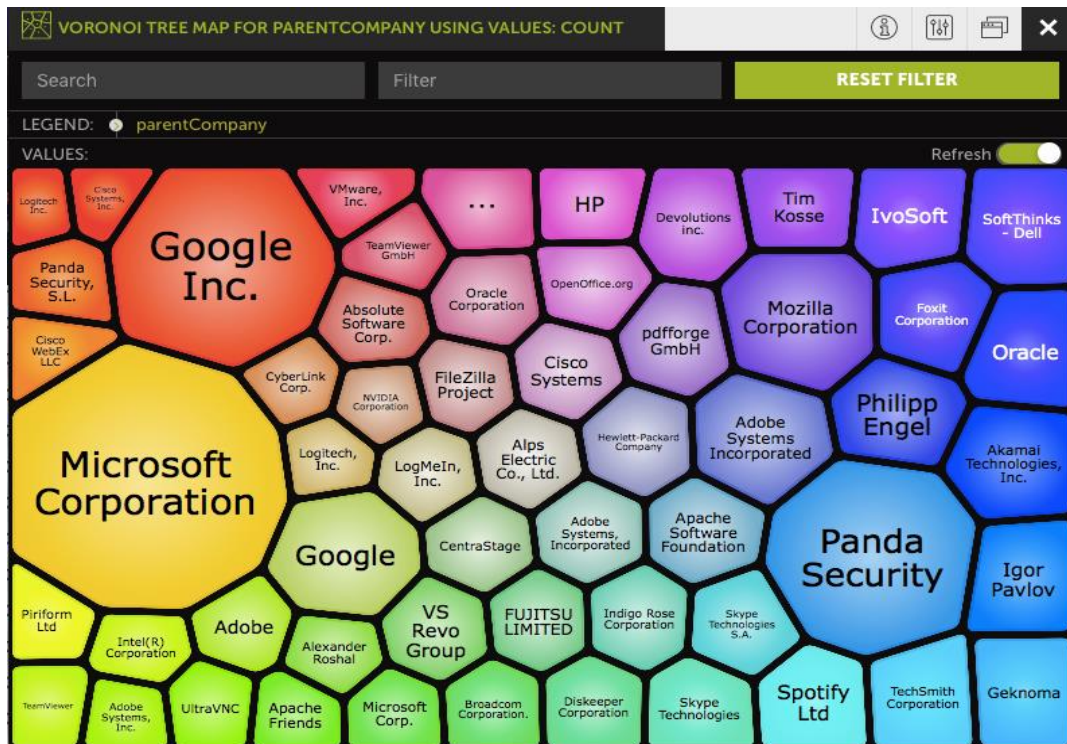 VORONOI TREE MAP FOR PARENTCOMPANY USING VALUES: COUNT
Search
Filter
RESET FILTER
LEGEND: parentCompany
VALUES:
Refresh
Logitech
Inc.
Cisco
Systems,
Inc.
Google
Inc.
VMware,
Inc.
...
HP
Devolutions
inc.
Tim
Kosse
IvoSoft
SoftThinks
- Dell
Panda
Security,
S.L.
TeamViewer
GmbH
Oracle
Corporation
OpenOffice.org
Absolute
Software
Corp.
pdfforge
GmbH
Mozilla
Corporation
Foxit
Corporation
Oracle
Cisco
WebEx
LLC
CyberLink
Corp.
NVIDIA
Corporation
FileZilla
Project
Cisco
Systems
Philipp
Engel
Microsoft
Corporation
Logitech,
Inc.
LogMeIn,
Inc.
Alps
Electric
Co., Ltd.
Hewlett-Packard
Company
Adobe
Systems
Incorporated
Akamai
Technologies,
Inc.
Google
CentraStage
Adobe
Systems,
Incorporated
Apache
Software
Foundation
Panda
Security
Igor
Pavlov
Piriform
Ltd
Intel(R)
Corporation
Adobe
Alexander
Roshal
VS
Revo
Group
FUJITSU
LIMITED
Indigo Rose
Corporation
Skype
Technologies
S.A.
TeamViewer
Adobe
Systems,
Inc.
UltraVNC
Apache
Friends
Microsoft
Corp.
Broadcom
Corporation.
Diskeeper
Corporation
Skype
Technologies
Spotify
Ltd
TechSmith
Corporation
Geknoma